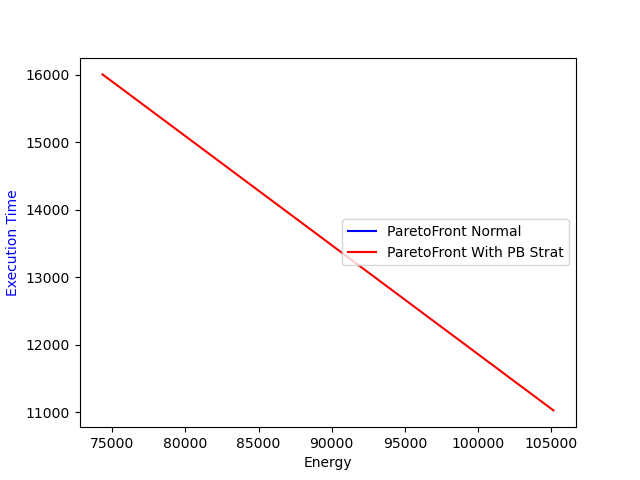 16000
15000
14000
13000
12000
11000
Execution Time
ParetoFront Normal
ParetoFront With PB Strat
75000 80000 85000 90000 95000 100000 105000
Energy